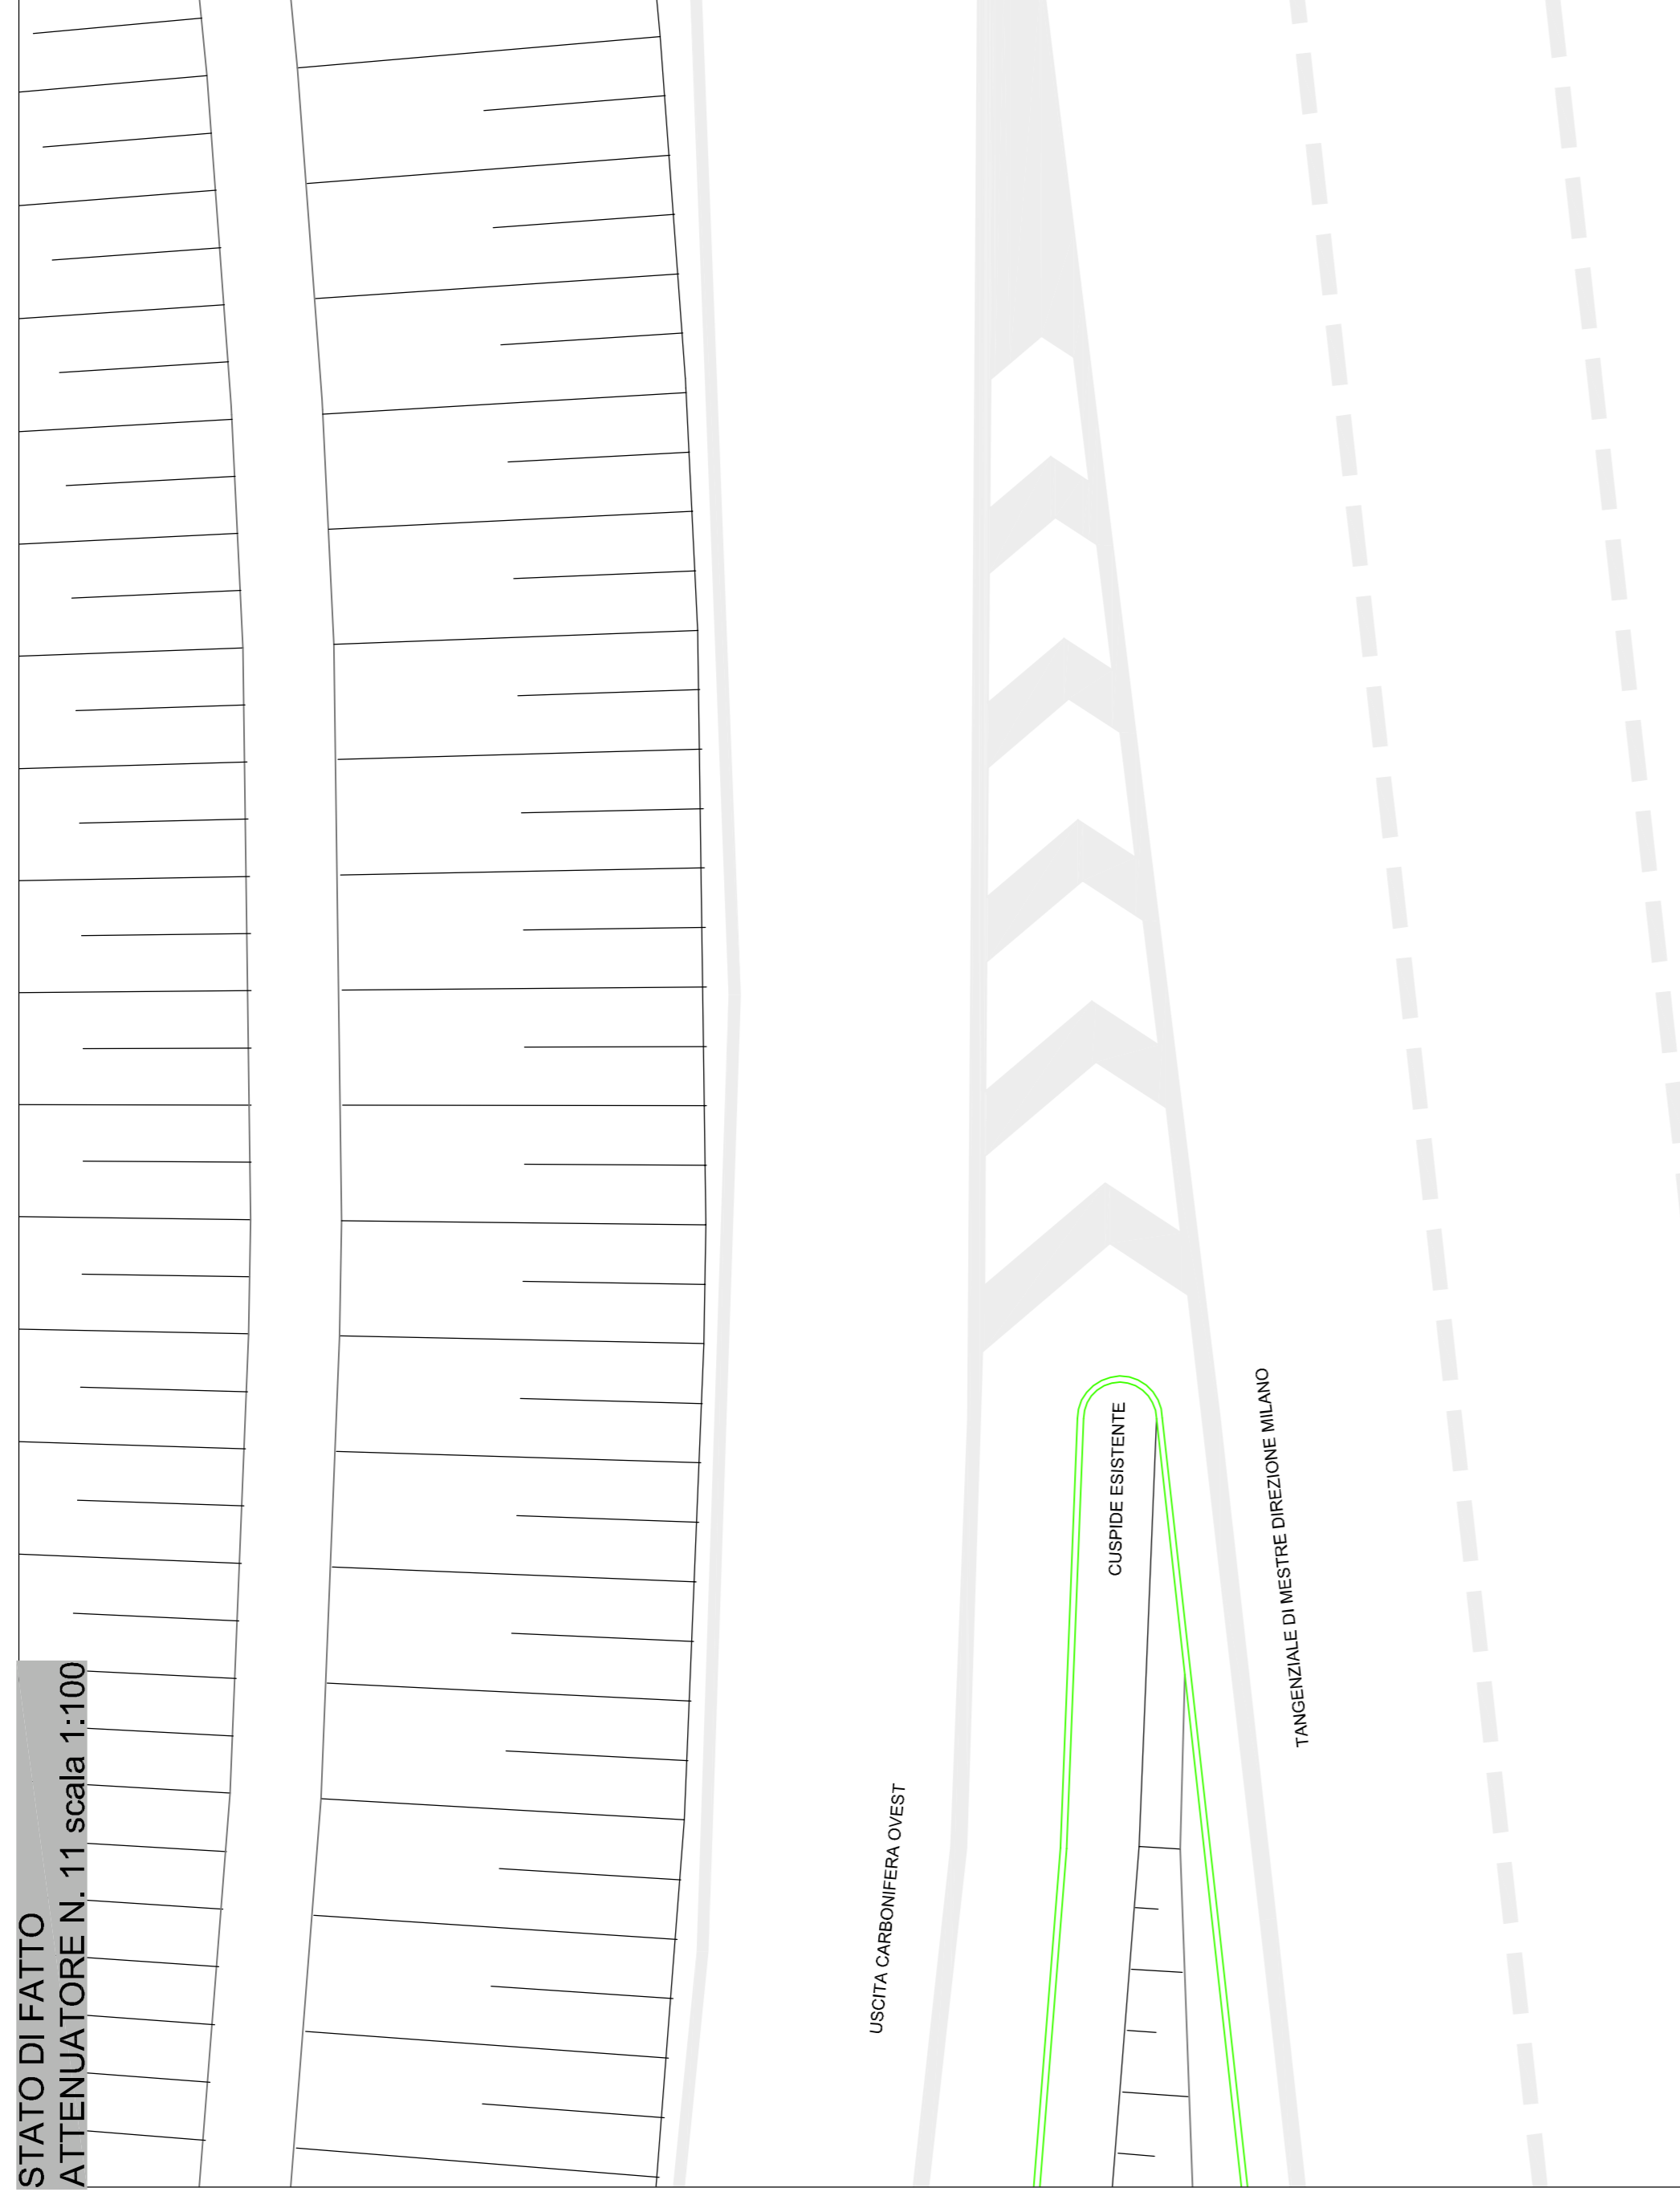 STATO DI FATTO
ATTENUATORE N. 11 scala 1:100
USCITA CARBONIFERA OVEST
CUSPIDE ESISTENTE
TANGENZIALE DI MESTRE DIREZIONE MILANO